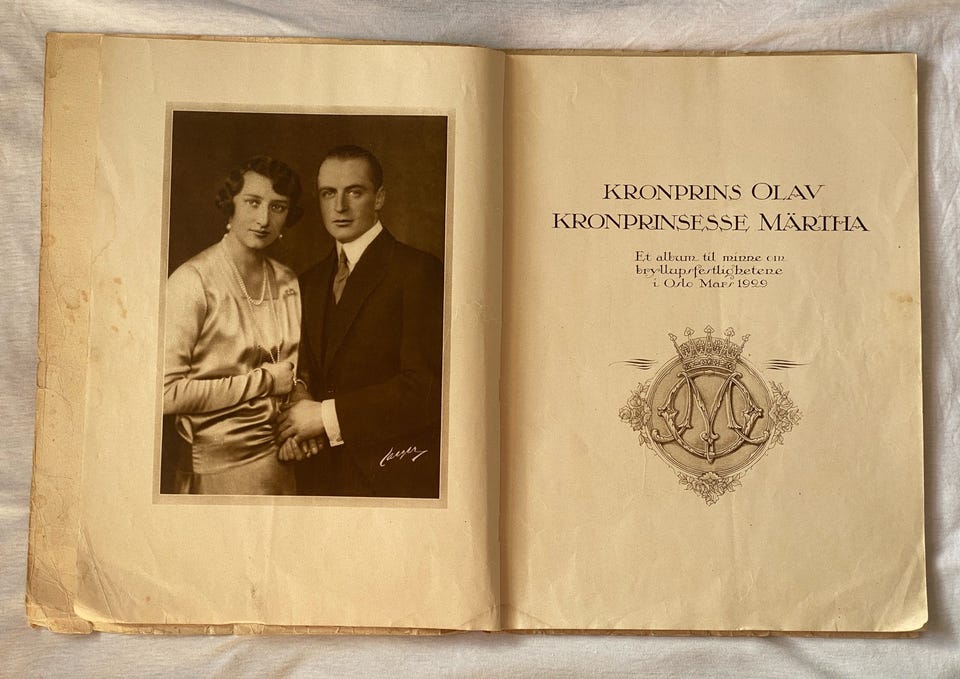 KRONPRINS OLAV
KRONPRINSESSE MÄRTHA
Et album til minne om
bryllupsfestlighetene
i Oslo Mars 1929